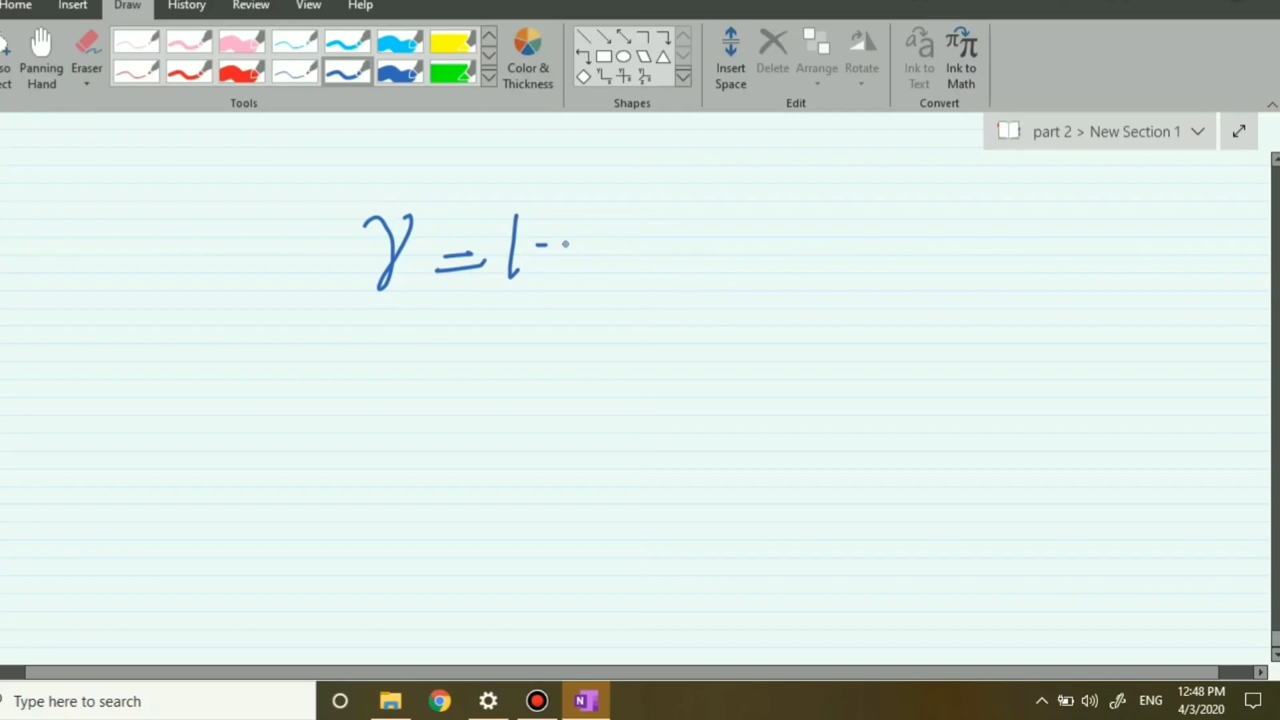 Home Insert Draw History Review View Help
Panning Hand
Eraser
Color & Thickness
Insert Space
Delete
Arrange
Rotate
Ink to Text
Ink to Math
Tools Shapes Edit Convert
part 2 > New Section 1
γ = 1 -
Type here to search
ENG
12:48 PM
4/3/2020